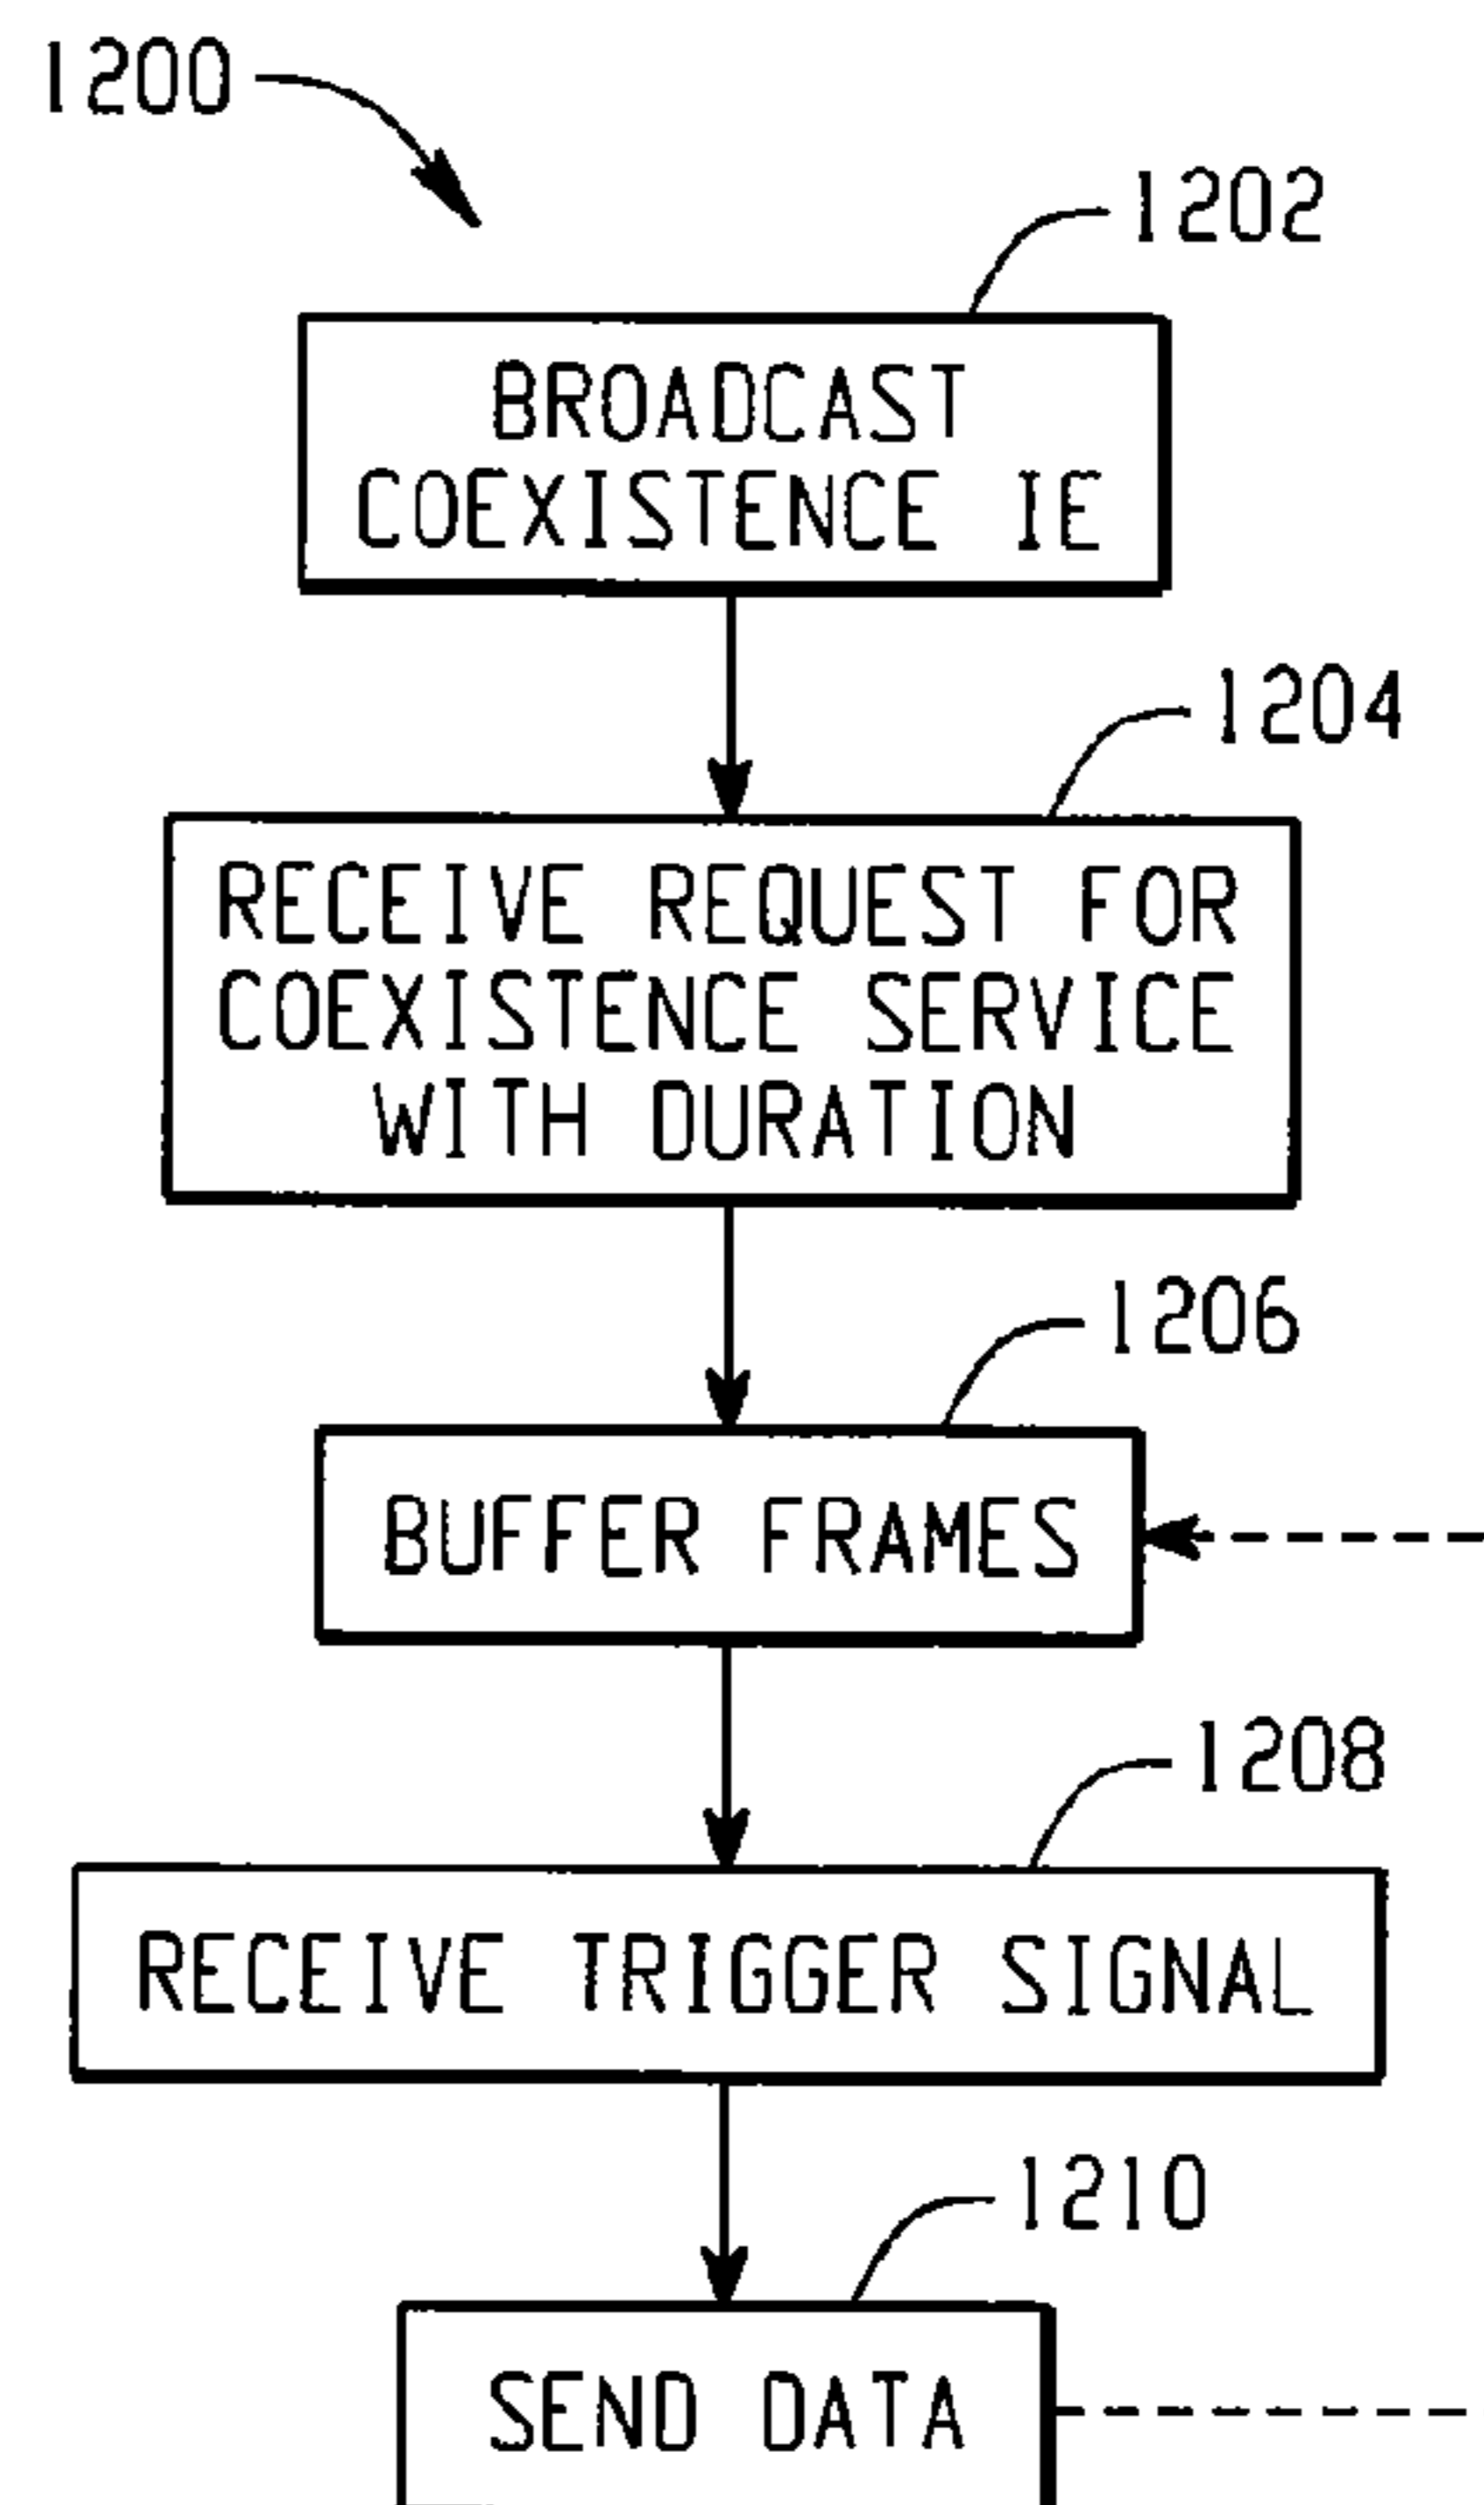 1200
1202
BROADCAST
COEXISTENCE IE
1204
RECEIVE REQUEST FOR
COEXISTENCE SERVICE
WITH DURATION
1206
BUFFER FRAMES
1208
RECEIVE TRIGGER SIGNAL
1210
SEND DATA